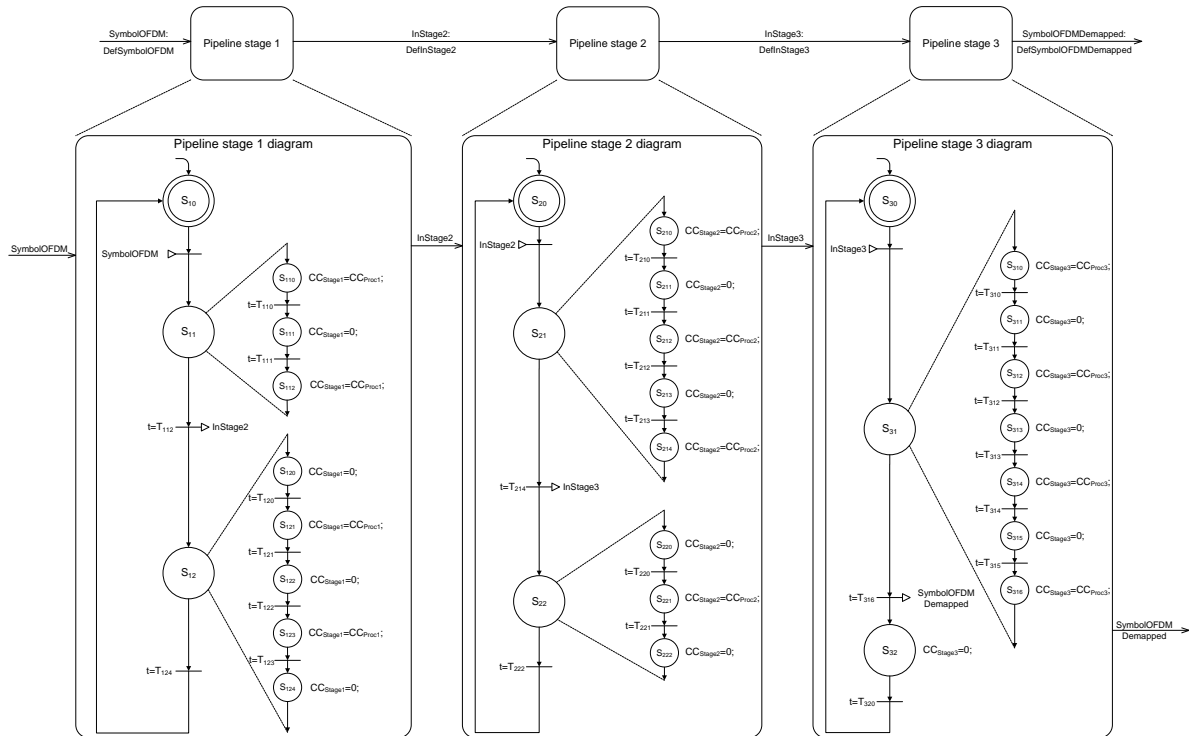 SymbolOFDM:
DefSymbolOFDM
Pipeline stage 1
InStage2:
DefInStage2
Pipeline stage 2
InStage3:
DefInStage3
Pipeline stage 3
SymbolOFDMDemapped:
DefSymbolOFDMDemapped
Pipeline stage 1 diagram
SymbolOFDM
S10
SymbolOFDM
S11
t=T112
InStage2
S12
t=T124
S110
CCStage1=CCProc1;
t=T110
S111
CCStage1=0;
t=T111
S112
CCStage1=CCProc1;
S120
CCStage1=0;
t=T120
S121
CCStage1=CCProc1;
t=T121
S122
CCStage1=0;
t=T122
S123
CCStage1=CCProc1;
t=T123
S124
CCStage1=0;
InStage2
Pipeline stage 2 diagram
S20
InStage2
S21
t=T214
InStage3
S22
t=T222
S210
CCStage2=CCProc2;
t=T210
S211
CCStage2=0;
t=T211
S212
CCStage2=CCProc2;
t=T212
S213
CCStage2=0;
t=T213
S214
CCStage2=CCProc2;
S220
CCStage2=0;
t=T220
S221
CCStage2=CCProc2;
t=T221
S222
CCStage2=0;
InStage3
Pipeline stage 3 diagram
S30
InStage3
S31
t=T316
SymbolOFDM
Demapped
S32
CCStage3=0;
t=T320
S310
CCStage3=CCProc3;
t=T310
S311
CCStage3=0;
t=T311
S312
CCStage3=CCProc3;
t=T312
S313
CCStage3=0;
t=T313
S314
CCStage3=CCProc3;
t=T314
S315
CCStage3=0;
t=T315
S316
CCStage3=CCProc3;
SymbolOFDM
Demapped